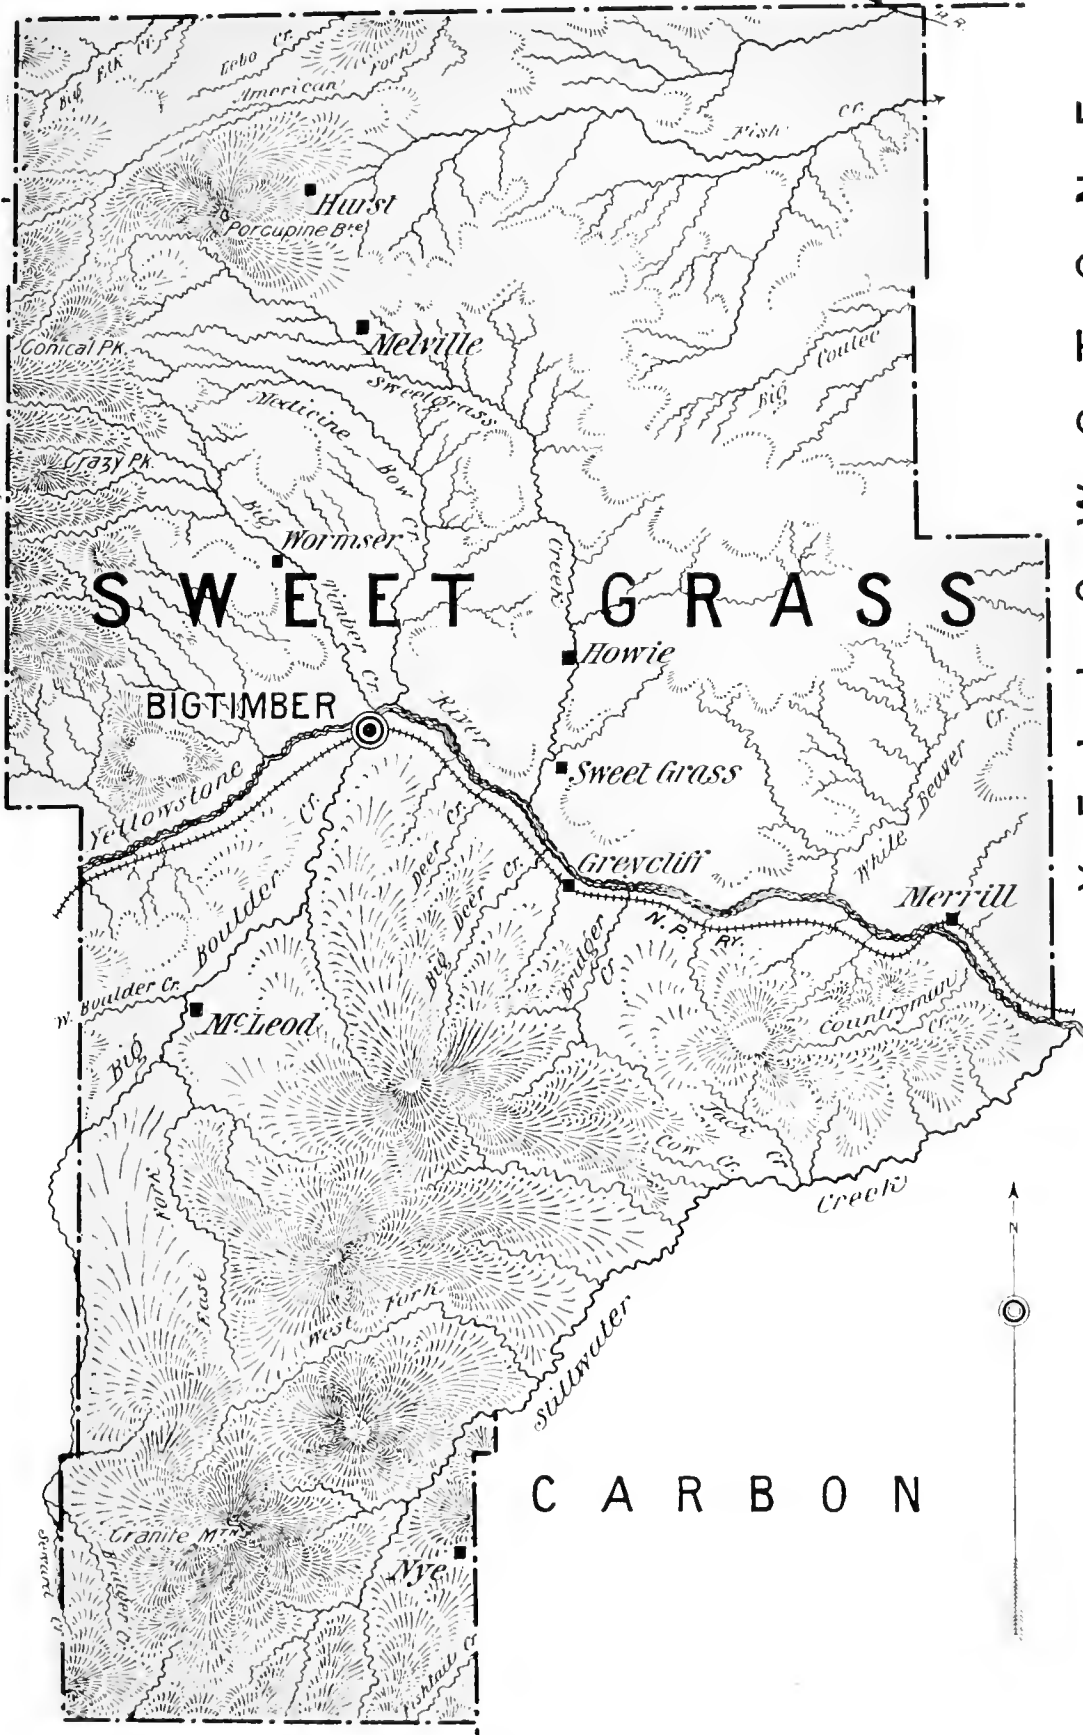 R.R.
Big Elk Cr.
Lebo Cr.
American Fork
Fish Cr.
Hurst
Porcupine Bte
Conical PK.
Melville
Sweet Grass
Big Coulee
Medicine Bow Cr.
Crazy Pk.
Big Timber Cr.
Wormser
Creek
SWEET GRASS
Howie
BIGTIMBER
River
Sweet Grass
Yellowstone
White Beaver Cr.
Deer Cr.
Big Deer Cr.
Greycliff
Merrill
N. P. RY.
Boulder Cr.
Bridger Cr.
W. Boulder Cr.
McLeod
Countryman Cr.
Big
Jack Cr.
Cow Cr.
Creek
N
East Fork
West Fork
Stillwater
CARBON
Granite MTN
Bridger Cr.
Nye
Fishtail C